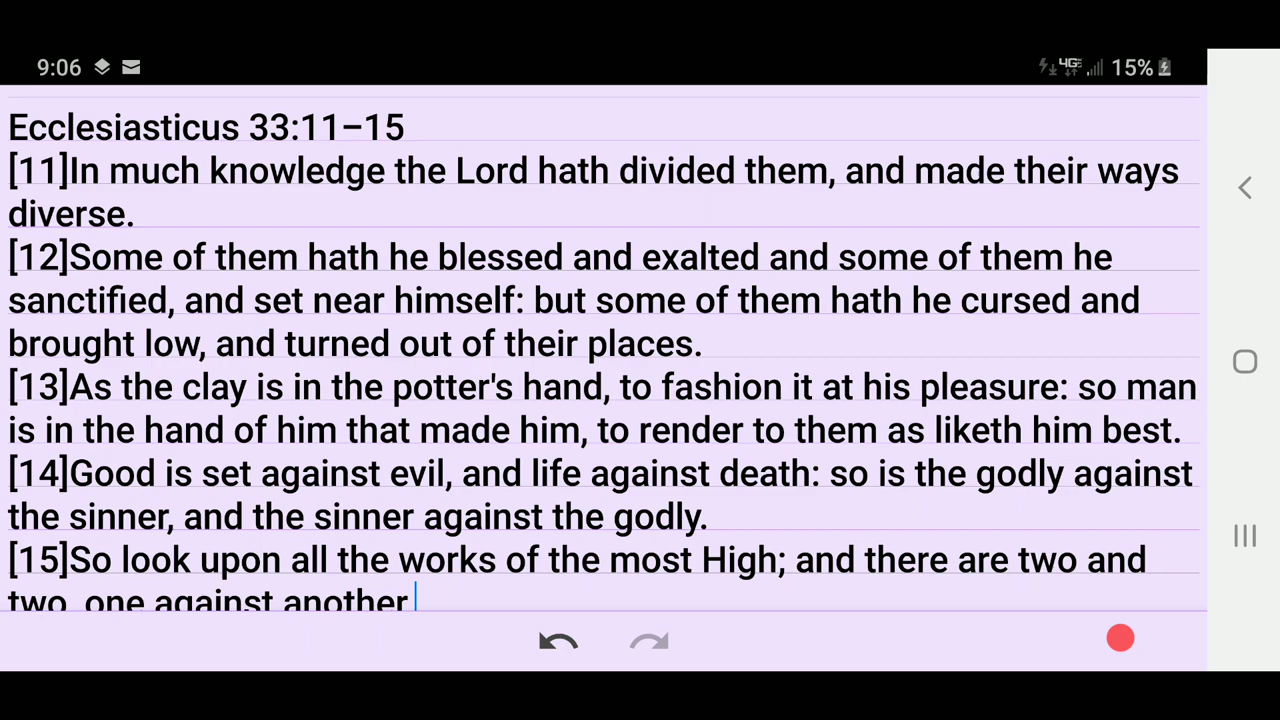 9:06 4G 15%
Ecclesiasticus 33:11–15
[11]In much knowledge the Lord hath divided them, and made their ways
diverse.
[12]Some of them hath he blessed and exalted and some of them he
sanctified, and set near himself: but some of them hath he cursed and
brought low, and turned out of their places.
[13]As the clay is in the potter's hand, to fashion it at his pleasure: so man
is in the hand of him that made him, to render to them as liketh him best.
[14]Good is set against evil, and life against death: so is the godly against
the sinner, and the sinner against the godly.
[15]So look upon all the works of the most High; and there are two and
two, one against another